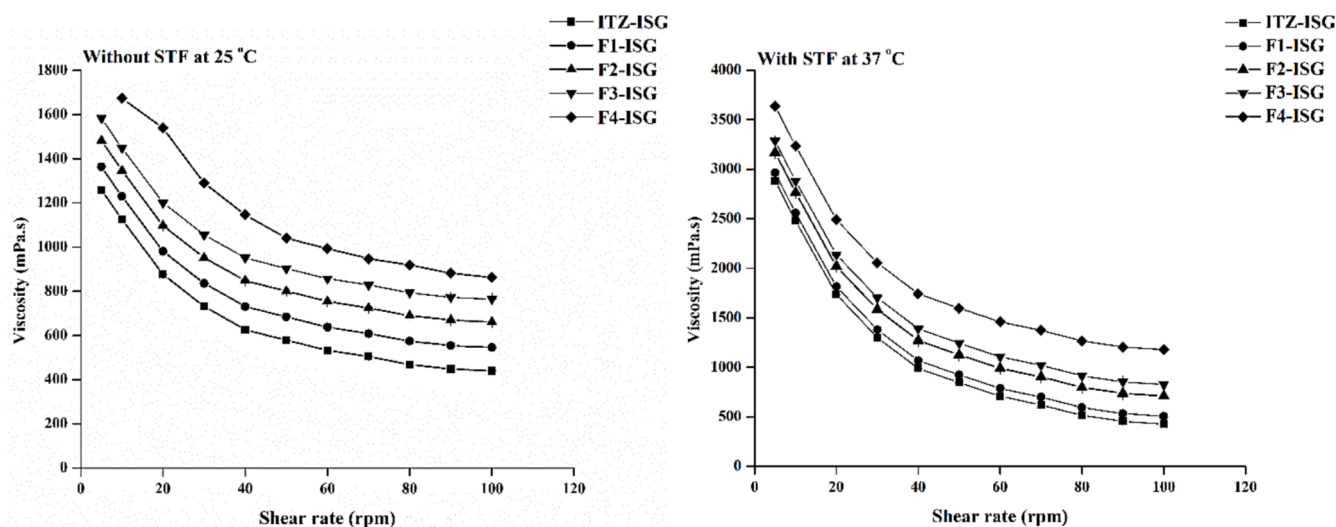 ITZ-ISG
F1-ISG
F2-ISG
F3-ISG
F4-ISG
Without STF at 25 °C
1800
1600
1400
1200
1000
800
600
400
200
0
Viscosity (mPa.s)
0 20 40 60 80 100 120
Shear rate (rpm)
ITZ-ISG
F1-ISG
F2-ISG
F3-ISG
F4-ISG
With STF at 37 °C
4000
3500
3000
2500
2000
1500
1000
500
0
Viscosity (mPa.s)
0 20 40 60 80 100 120
Shear rate (rpm)